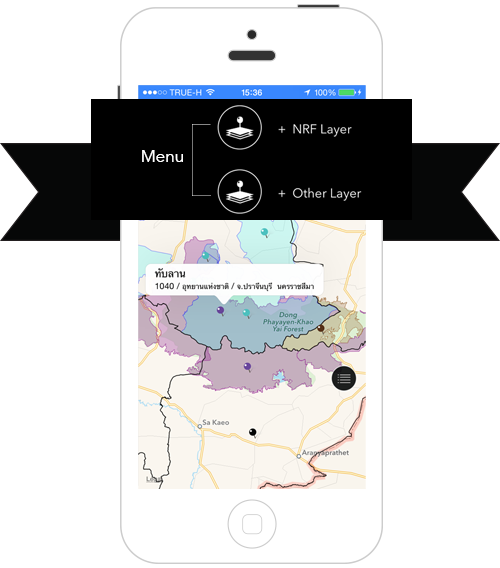 TRUE-H 15:36 100%
+ NRF Layer
Menu
+ Other Layer
ทับลาน
1040 / อุทยานแห่งชาติ / จ.ปราจีนบุรี นครราชสีมา
Dong
Phayayen-Khao
Yai Forest
Sa Kaeo
Aranyaprathet